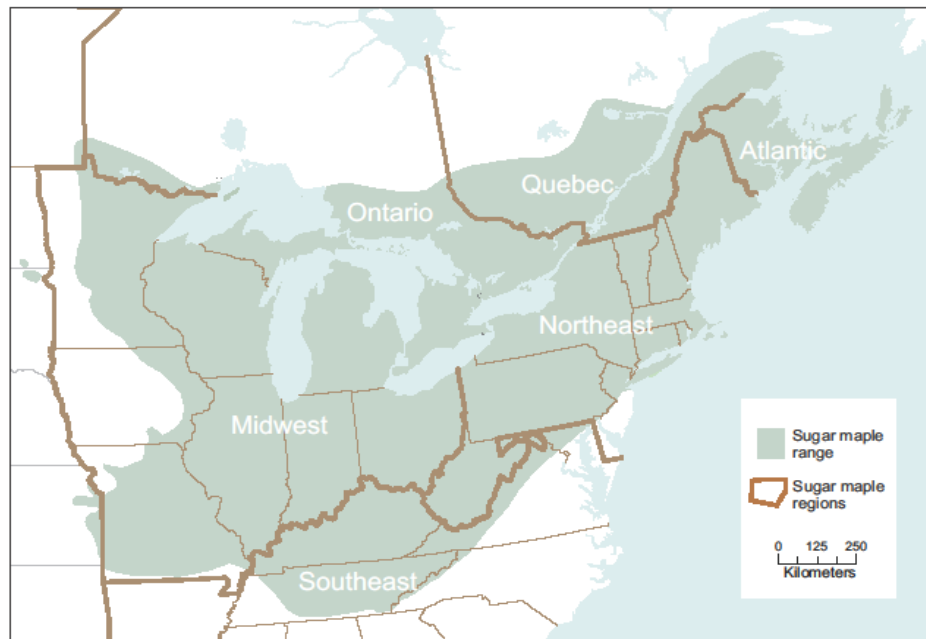 Atlantic
Quebec
Ontario
Northeast
Midwest
Southeast
Sugar maple
range
Sugar maple
regions
0 125 250
Kilometers